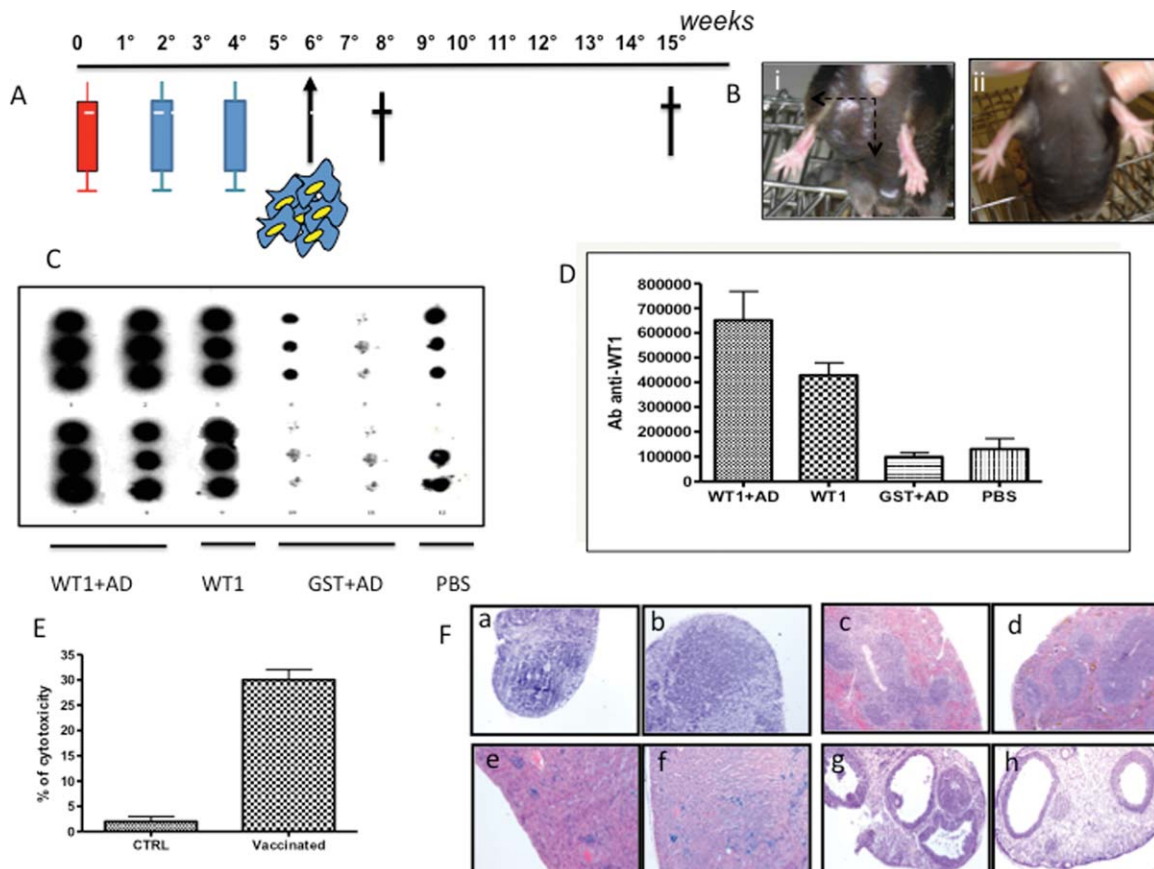 weeks
0 1° 2° 3° 4° 5° 6° 7° 8° 9° 10° 11° 12° 13° 14° 15°
A
B
i
ii
C
WT1+AD WT1 GST+AD PBS
D
Ab anti-WT1
800000
700000
600000
500000
400000
300000
200000
100000
0
WT1+AD WT1 GST+AD PBS
E
% of cytotoxicity
35
30
25
20
15
10
5
0
CTRL Vaccinated
F
a
b
c
d
e
f
g
h